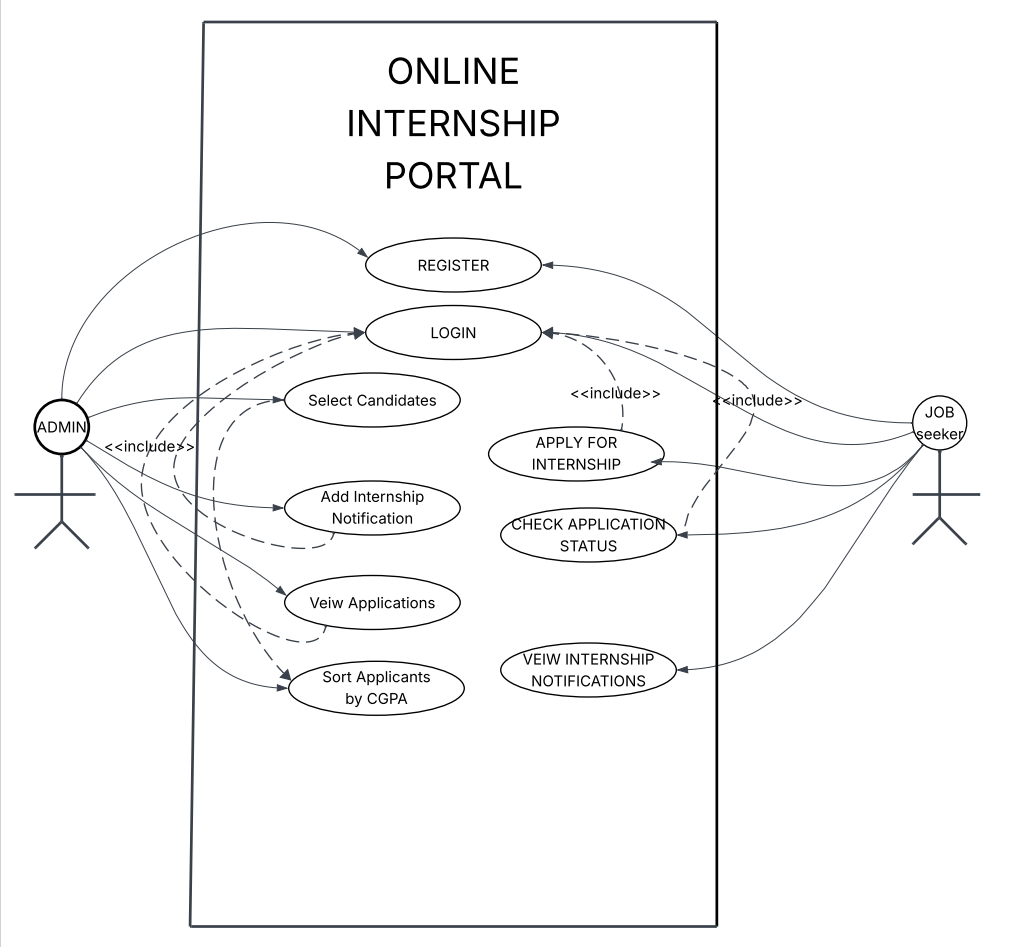 ONLINE
INTERNSHIP
PORTAL
REGISTER
LOGIN
Select Candidates
<<include>>
<<include>>
ADMIN
JOB
seeker
<<include>>
APPLY FOR
INTERNSHIP
Add Internship
Notification
CHECK APPLICATION
STATUS
Veiw Applications
VEIW INTERNSHIP
NOTIFICATIONS
Sort Applicants
by CGPA